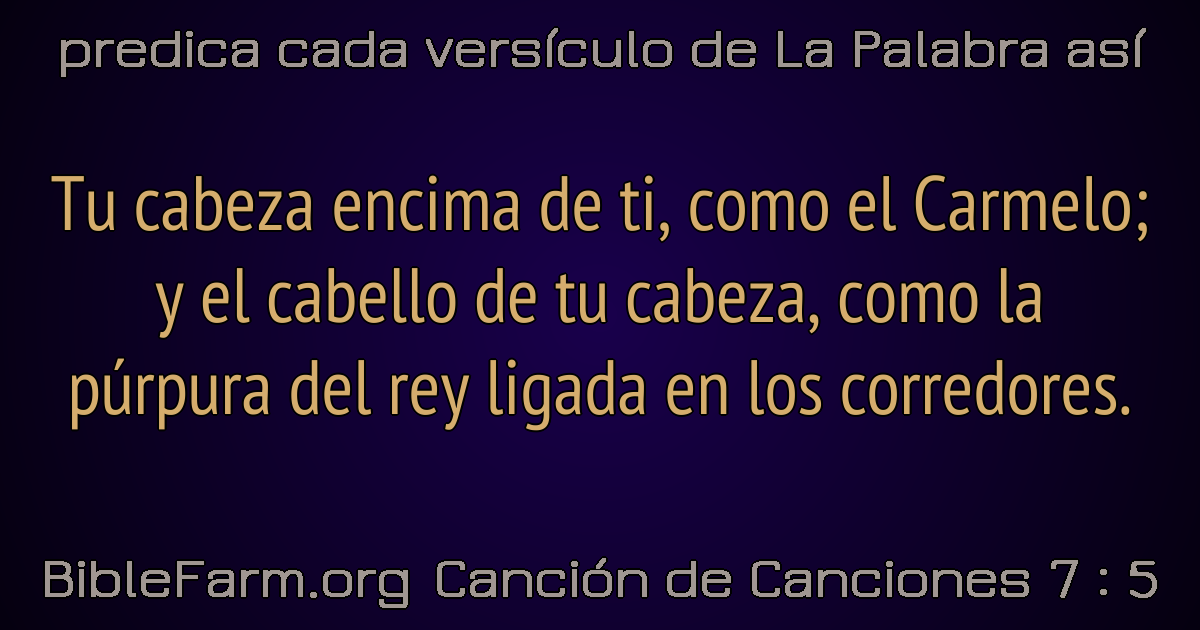 predica cada versículo de La Palabra así
Tu cabeza encima de ti, como el Carmelo;
y el cabello de tu cabeza, como la
púrpura del rey ligada en los corredores.
BibleFarm.org Canción de Canciones 7 : 5